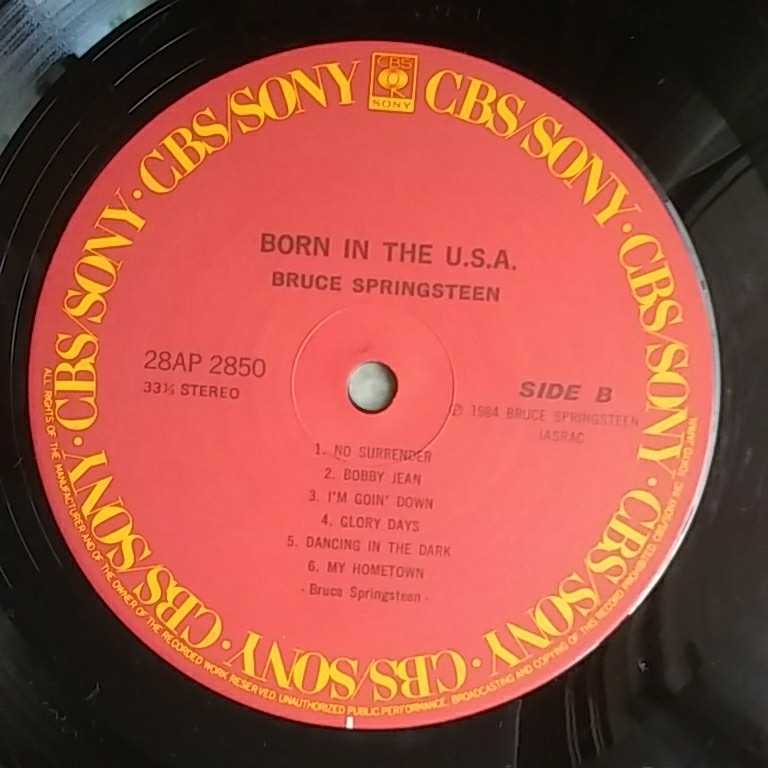 CBS
SONY
CBS/SONY · CBS/SONY · CBS/SONY · CBS/SONY · CBS/SONY · CBS/SONY · CBS/SONY · CBS/SONY · CBS/SONY · CBS/SONY
BORN IN THE U.S.A.
BRUCE SPRINGSTEEN
28AP 2850
33⅓ STEREO
SIDE B
℗ 1984 BRUCE SPRINGSTEEN
JASRAC
1. NO SURRENDER
2. BOBBY JEAN
3. I'M GOIN' DOWN
4. GLORY DAYS
5. DANCING IN THE DARK
6. MY HOMETOWN
- Bruce Springsteen -
ALL RIGHTS OF THE MANUFACTURER AND OF THE OWNER OF THE RECORDED WORK RESERVED. UNAUTHORIZED PUBLIC PERFORMANCE, BROADCASTING AND COPYING OF THIS RECORD PROHIBITED CBS/SONY INC. TOKYO JAPAN